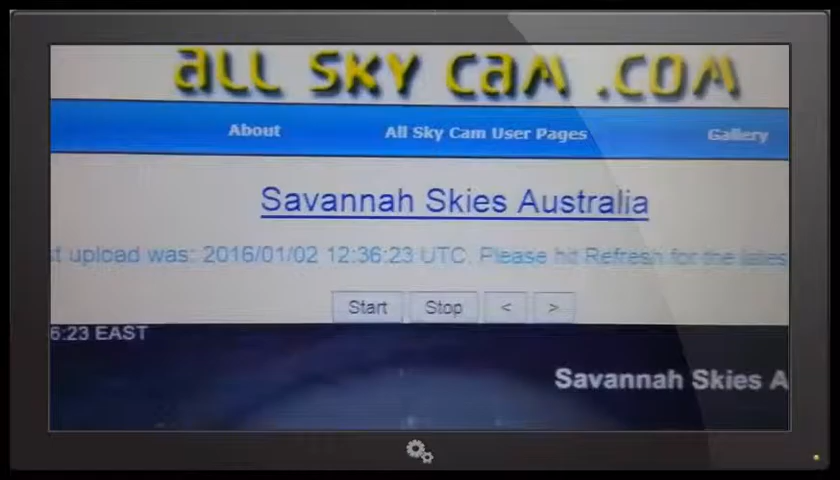 aLL SKY Cam .com
About All Sky Cam User Pages Gallery
Savannah Skies Australia
t upload was: 2016/01/02 12:36:23 UTC. Please hit Refresh for the lates
Start Stop < >
6:23 EAST
Savannah Skies A